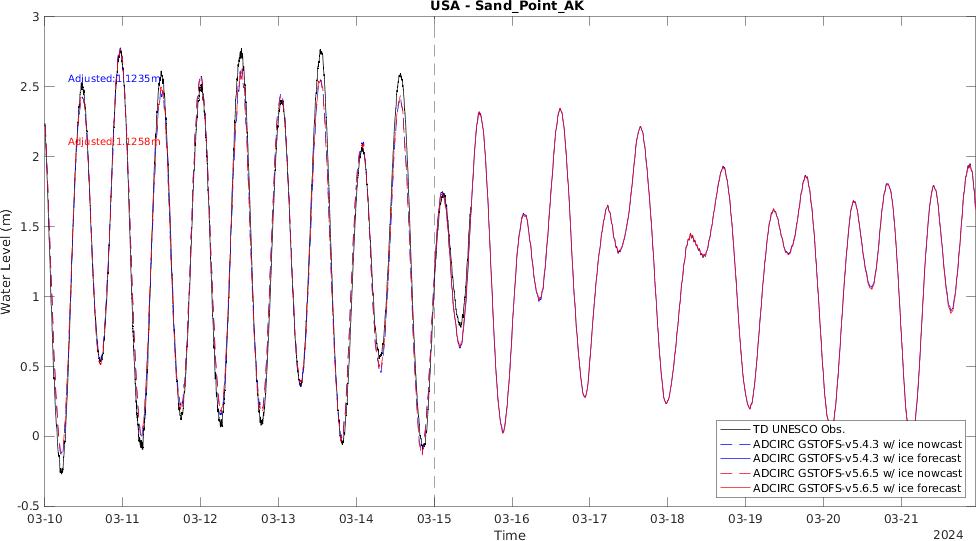 USA - Sand_Point_AK
3
2.5
2
1.5
1
0.5
0
-0.5
Water Level (m)
Adjusted:1.1235m
Adjusted:1.1258m
TD UNESCO Obs.
ADCIRC GSTOFS-v5.4.3 w/ ice nowcast
ADCIRC GSTOFS-v5.4.3 w/ ice forecast
ADCIRC GSTOFS-v5.6.5 w/ ice nowcast
ADCIRC GSTOFS-v5.6.5 w/ ice forecast
03-10 03-11 03-12 03-13 03-14 03-15 03-16 03-17 03-18 03-19 03-20 03-21
Time
2024